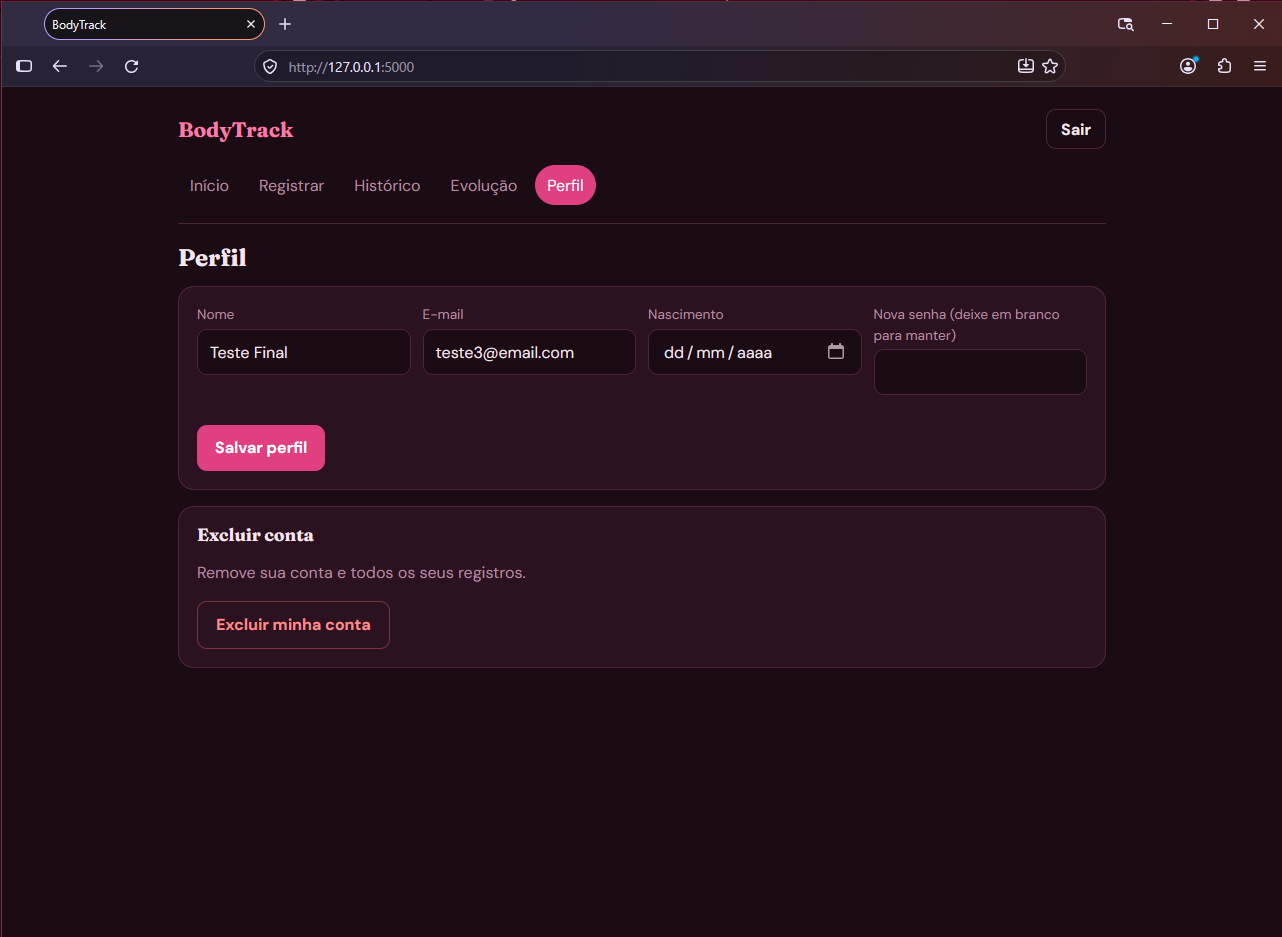 BodyTrack
http://127.0.0.1:5000
BodyTrack
Sair
Início Registrar Histórico Evolução Perfil
Perfil
Nome E-mail Nascimento Nova senha (deixe em branco
para manter)
Teste Final teste3@email.com dd/mm/aaaa
Salvar perfil
Excluir conta
Remove sua conta e todos os seus registros.
Excluir minha conta